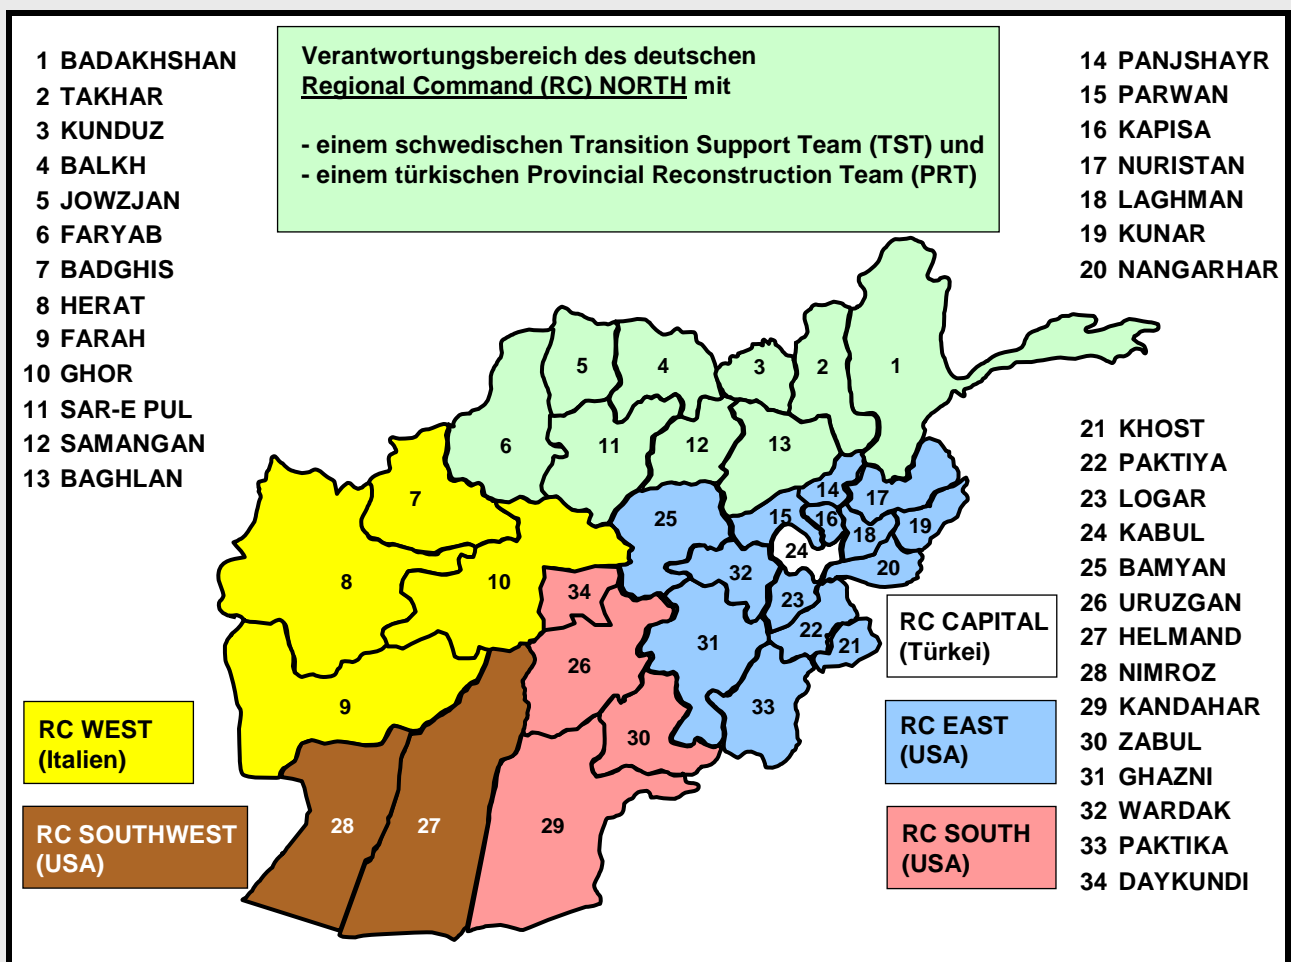 1 BADAKHSHAN
2 TAKHAR
3 KUNDUZ
4 BALKH
5 JOWZJAN
6 FARYAB
7 BADGHIS
8 HERAT
9 FARAH
10 GHOR
11 SAR-E PUL
12 SAMANGAN
13 BAGHLAN
Verantwortungsbereich des deutschen
Regional Command (RC) NORTH mit
- einem schwedischen Transition Support Team (TST) und
- einem türkischen Provincial Reconstruction Team (PRT)
14 PANJSHAYR
15 PARWAN
16 KAPISA
17 NURISTAN
18 LAGHMAN
19 KUNAR
20 NANGARHAR
21 KHOST
22 PAKTIYA
23 LOGAR
24 KABUL
25 BAMYAN
26 URUZGAN
27 HELMAND
28 NIMROZ
29 KANDAHAR
30 ZABUL
31 GHAZNI
32 WARDAK
33 PAKTIKA
34 DAYKUNDI
5
4
3
2
1
6
11
12
13
7
25
15
14
16
17
18
19
20
24
8
10
34
32
23
22
21
31
26
9
33
30
28
27
29
RC WEST
(Italien)
RC SOUTHWEST
(USA)
RC CAPITAL
(Türkei)
RC EAST
(USA)
RC SOUTH
(USA)